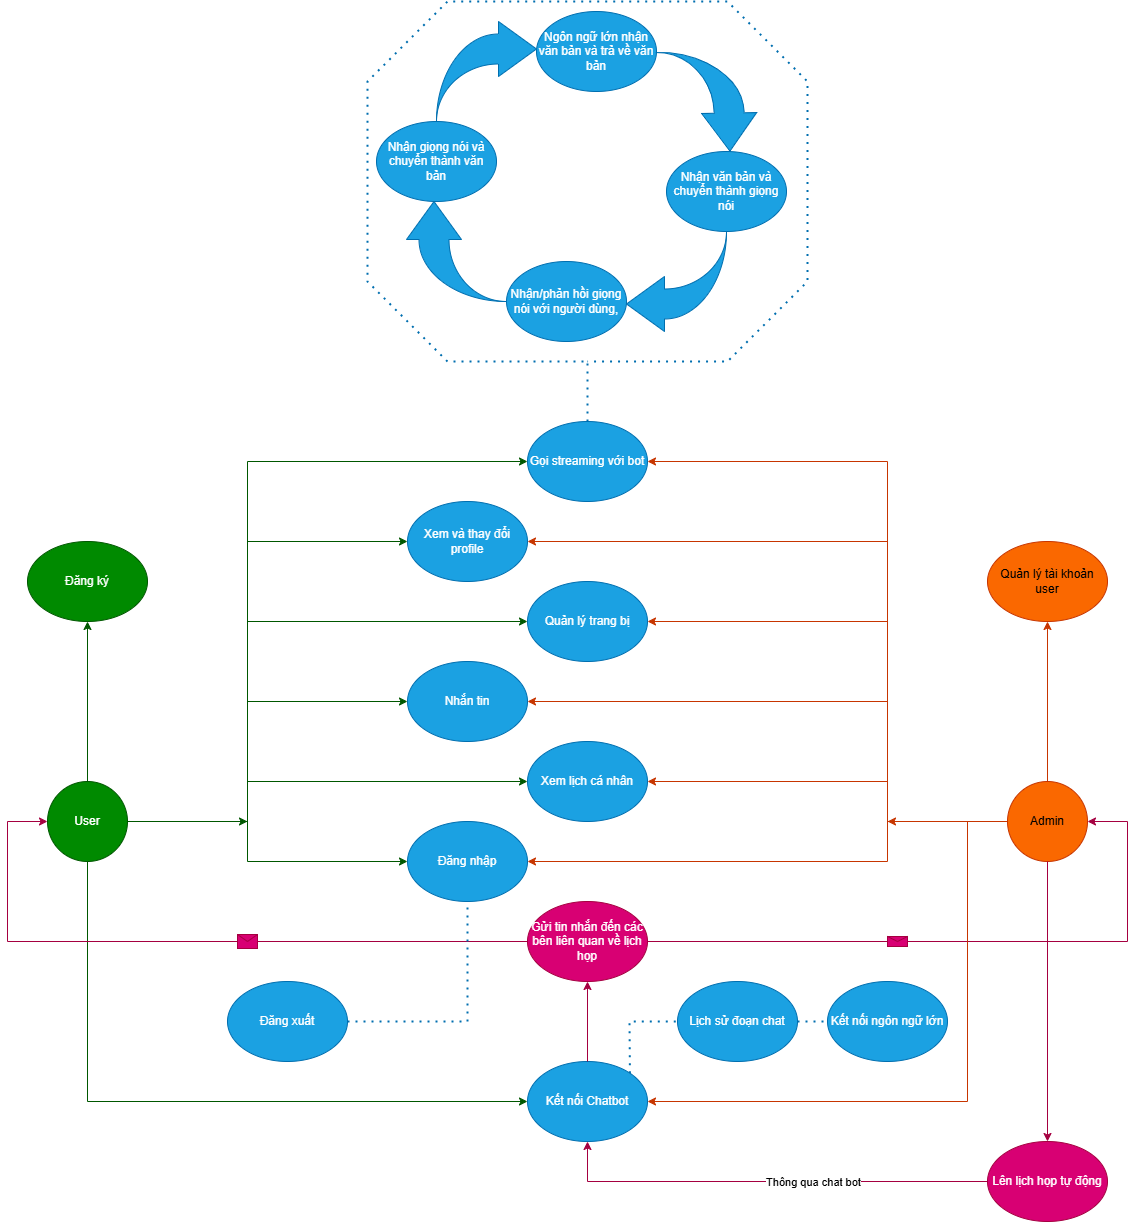 Ngôn ngữ lớn nhận
văn bản và trả về văn
bản
Nhận giọng nói và
chuyển thành văn
bản
Nhận văn bản và
chuyển thành giọng
nói
Nhận/phản hồi giọng
nói với người dùng,
Gọi streaming với bot
Xem và thay đổi
profile
Đăng ký
Quản lý tài khoản
user
Quản lý trang bị
Nhắn tin
Xem lịch cá nhân
User
Admin
Đăng nhập
Gửi tin nhắn đến các
bên liên quan về lịch
họp
Đăng xuất
Lịch sử đoạn chat
Kết nối ngôn ngữ lớn
Kết nối Chatbot
Lên lịch họp tự động
Thông qua chat bot